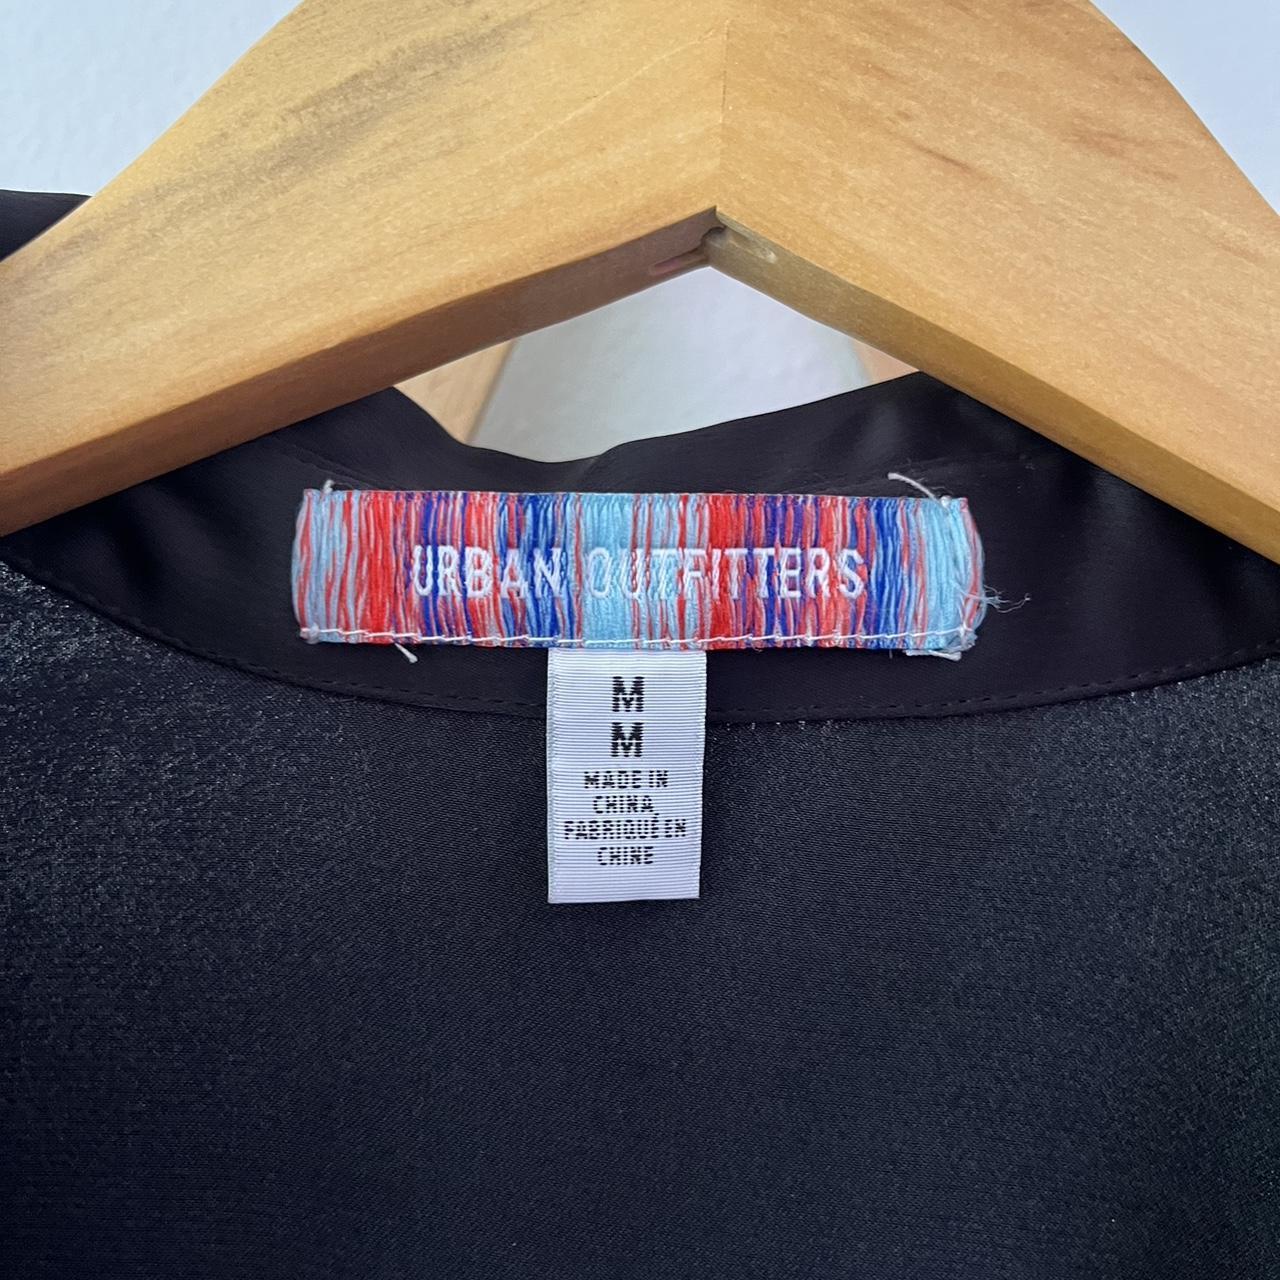 URBAN OUTFITTERS
M
M
MADE IN
CHINA
FABRIQUÉ EN
CHINE